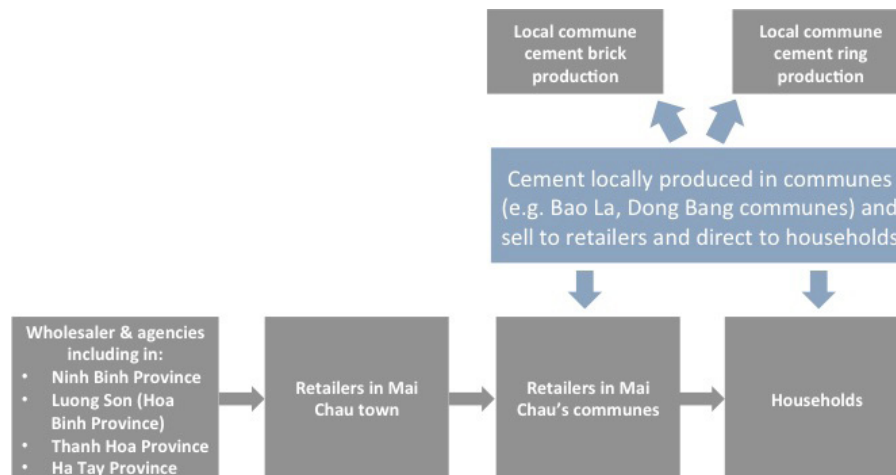 Local commune
cement brick
production
Local commune
cement ring
production
Cement locally produced in communes
(e.g. Bao La, Dong Bang communes) and
sell to retailers and direct to households
Wholesaler & agencies
including in:
• Ninh Binh Province
• Luong Son (Hoa
Binh Province)
• Thanh Hoa Province
• Ha Tay Province
Retailers in Mai
Chau town
Retailers in Mai
Chau's communes
Households